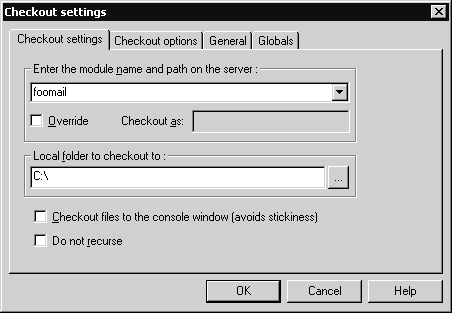 Checkout settings
Checkout settings Checkout options General Globals
Enter the module name and path on the server :
foomail
Override Checkout as:
Local folder to checkout to :
C:\
...
Checkout files to the console window (avoids stickiness)
Do not recurse
OK Cancel Help